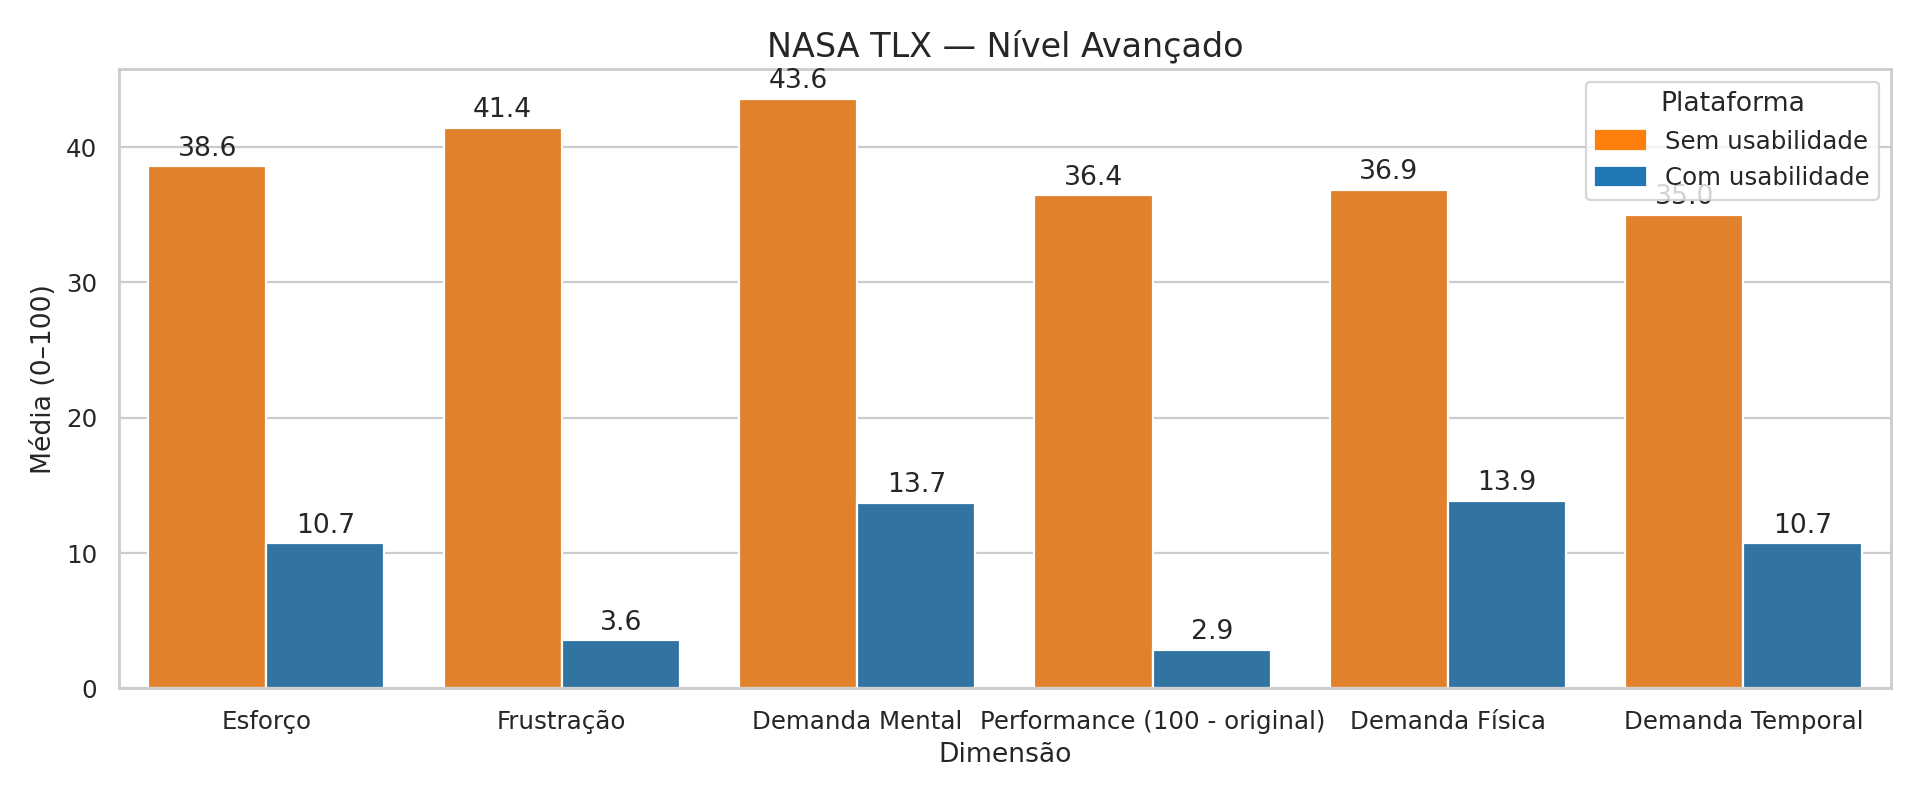 NASA TLX — Nível Avançado
Plataforma
Sem usabilidade
Com usabilidade
Média (0–100)
40
30
20
10
0
38.6
10.7
41.4
3.6
43.6
13.7
36.4
2.9
36.9
13.9
35.0
10.7
Esforço
Frustração
Demanda Mental
Performance (100 - original)
Demanda Física
Demanda Temporal
Dimensão